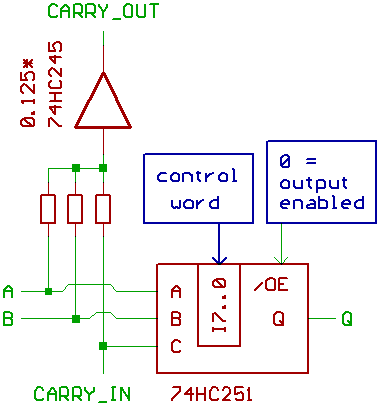 CARRY_OUT
0.125*
74HC245
control
word
0 =
output
enabled
A
B
A
B
C
I7..0
/OE
Q
Q
CARRY_IN
74HC251